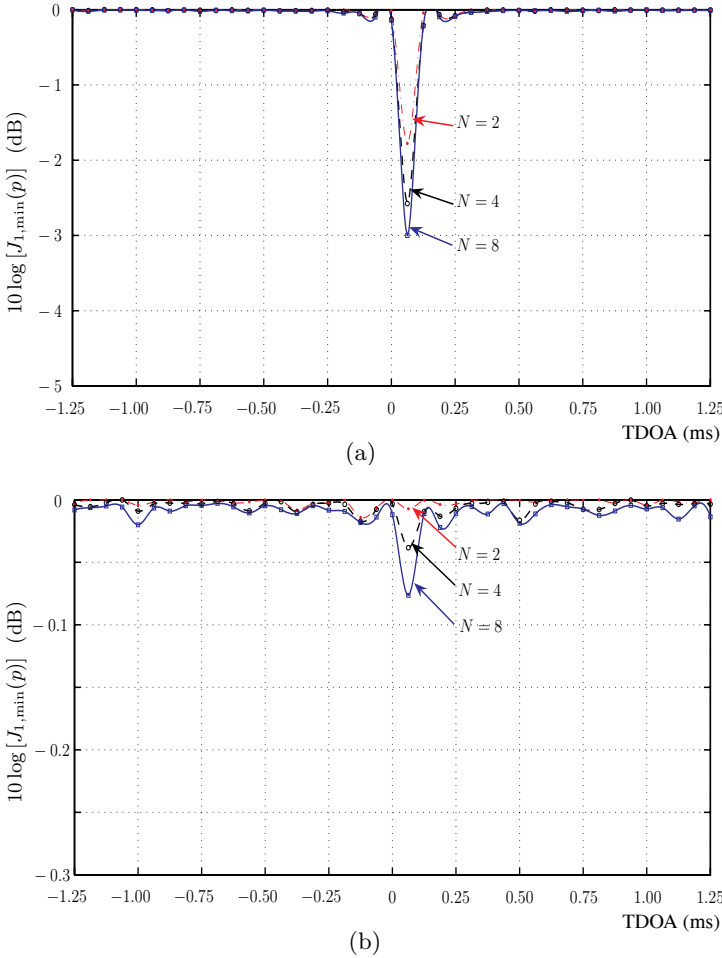 0
−1
−2
−3
−4
−5
10 log [J1,min(p)] (dB)
N = 2
N = 4
N = 8
−1.25 −1.00 −0.75 −0.50 −0.25 0 0.25 0.50 0.75 1.00 1.25
TDOA (ms)
(a)
0
−0.1
−0.2
−0.3
10 log [J1,min(p)] (dB)
N = 2
N = 4
N = 8
−1.25 −1.00 −0.75 −0.50 −0.25 0 0.25 0.50 0.75 1.00 1.25
TDOA (ms)
(b)